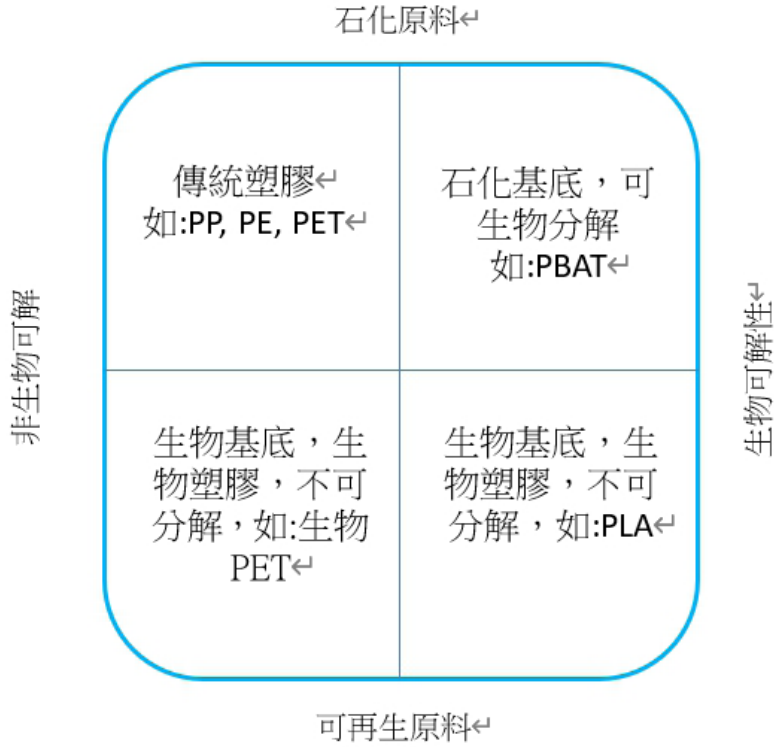 石化原料↵
傳統塑膠↵
如:PP, PE, PET↵
石化基底，可
生物分解
如:PBAT↵
非生物可解
生物可解性↵
生物基底，生
物塑膠，不可
分解，如:生物
PET↵
生物基底，生
物塑膠，不可
分解，如:PLA↵
可再生原料↵